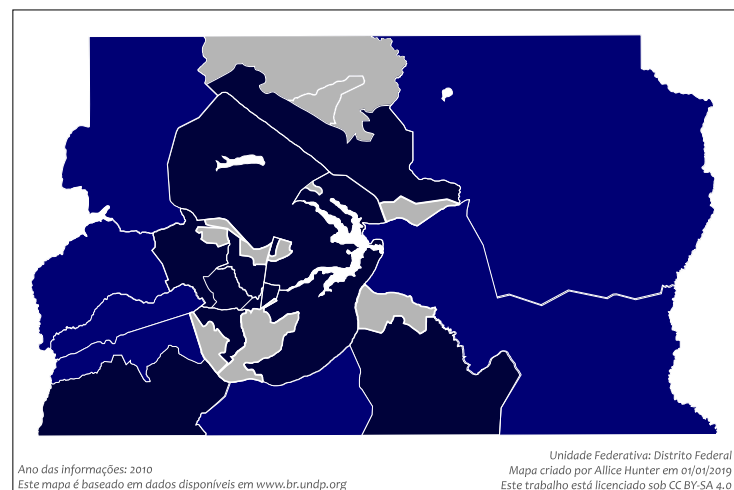 Ano das informações: 2010
Este mapa é baseado em dados disponíveis em www.br.undp.org
Unidade Federativa: Distrito Federal
Mapa criado por Allice Hunter em 01/01/2019
Este trabalho está licenciado sob CC BY-SA 4.0